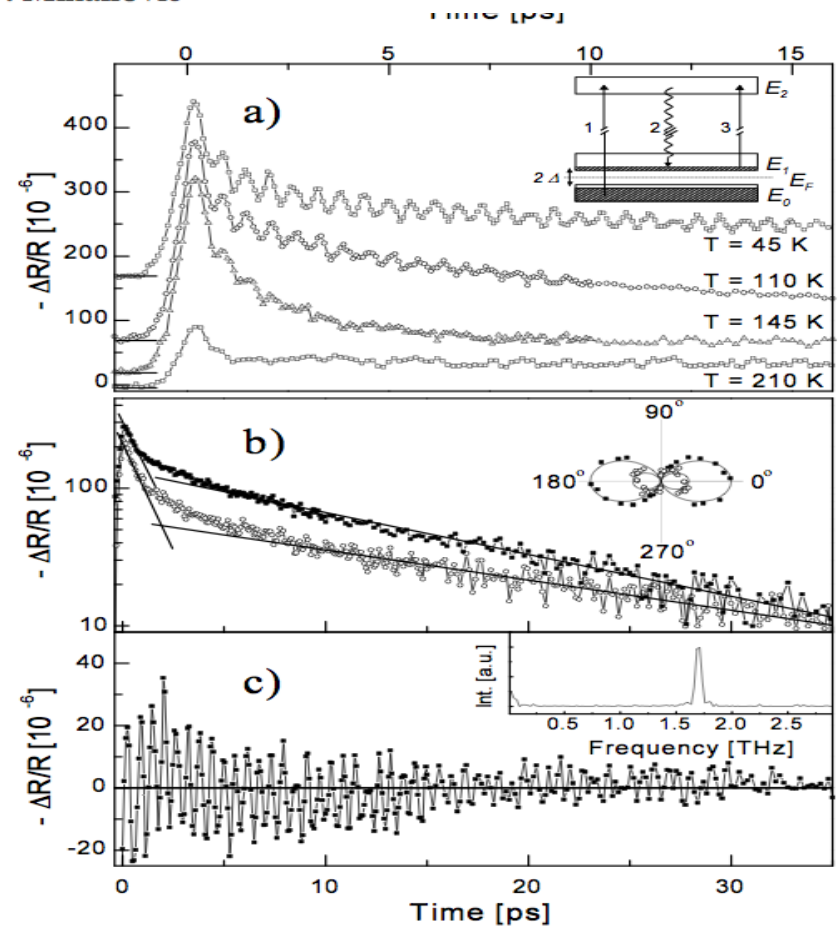 Time [ps]
0 5 10 15
a)
400
300
200
100
0
- ΔR/R [10⁻⁶]
E₂
1 2 3
E₁
2 Δ
E_F
E₀
T = 45 K
T = 110 K
T = 145 K
T = 210 K
b)
100
10
- ΔR/R [10⁻⁶]
90°
180° 0°
270°
c)
40
20
0
-20
- ΔR/R [10⁻⁶]
Int. [a.u.]
0.5 1.0 1.5 2.0 2.5
Frequency [THz]
0 10 20 30
Time [ps]